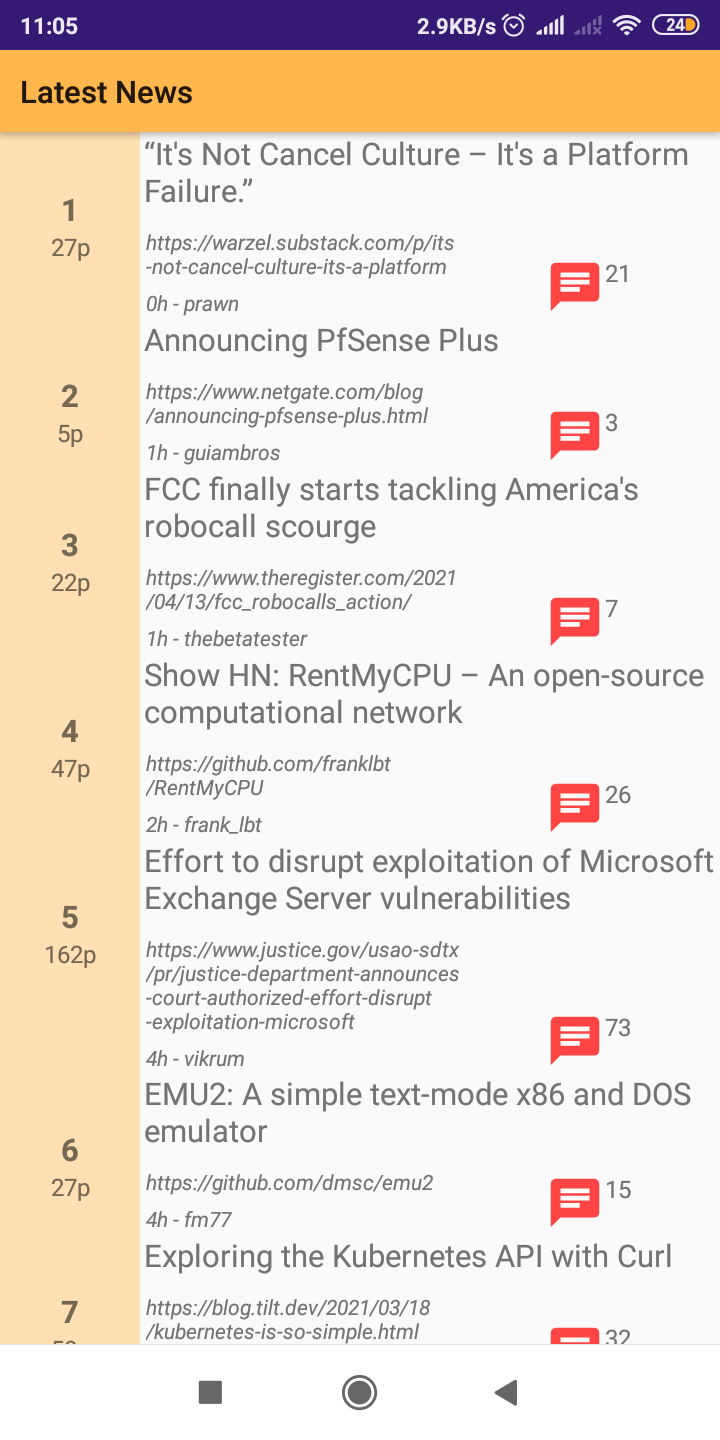 11:05
2.9KB/s
24
Latest News
1
27p
“It's Not Cancel Culture – It's a Platform
Failure.”
https://warzel.substack.com/p/its
-not-cancel-culture-its-a-platform
0h - prawn
21
2
5p
Announcing PfSense Plus
https://www.netgate.com/blog
/announcing-pfsense-plus.html
1h - guiambros
3
3
22p
FCC finally starts tackling America's
robocall scourge
https://www.theregister.com/2021
/04/13/fcc_robocalls_action/
1h - thebetatester
7
4
47p
Show HN: RentMyCPU – An open-source
computational network
https://github.com/franklbt
/RentMyCPU
2h - frank_lbt
26
5
162p
Effort to disrupt exploitation of Microsoft
Exchange Server vulnerabilities
https://www.justice.gov/usao-sdtx
/pr/justice-department-announces
-court-authorized-effort-disrupt
-exploitation-microsoft
4h - vikrum
73
6
27p
EMU2: A simple text-mode x86 and DOS
emulator
https://github.com/dmsc/emu2
4h - fm77
15
7
Exploring the Kubernetes API with Curl
https://blog.tilt.dev/2021/03/18
/kubernetes-is-so-simple.html
32